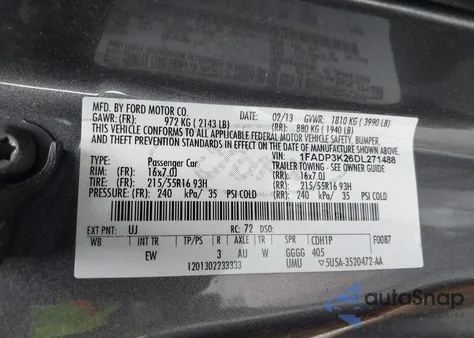 MFD. BY FORD MOTOR CO.
02/13 GVWR: 1810 KG ( 3990 LB)
GAWR: (FR): 972 KG ( 2143 LB) (RR): 880 KG ( 1940 LB)
THIS VEHICLE CONFORMS TO ALL APPLICABLE FEDERAL MOTOR VEHICLE SAFETY, BUMPER,
AND THEFT PREVENTION STANDARDS IN EFFECT ON THE DATE OF MANUFACTURE SHOWN ABOVE.
VIN: 1FADP3K26DL271488
TYPE: Passenger Car TRAILER TOWING - SEE OWNER GUIDE
RIM: (FR): 16x7.0J (RR): 16x7.0J
TIRE: 215/55R16 93H 215/55R16 93H
PRESSURE: (FR): 240 kPa/ 35 PSI COLD (RR): 240 kPa/ 35 PSI COLD
EXT PNT: UJ RC: 72 DSO: F0087
WB INT TR TP/PS R AXLE TR SPR CDH1P
EW 3 AU W GGGG 405
1201302233333 UMU 5U5A-3520472-AA
autoSnap